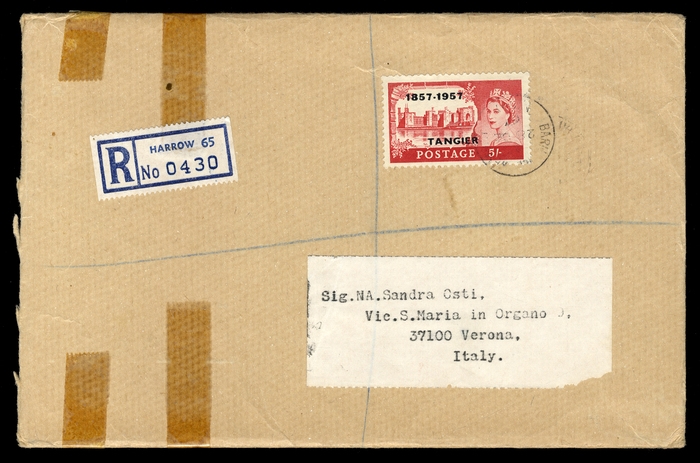 1857-1957
TANGIER
POSTAGE 5/-
R
HARROW 65
No 0430
Sig.NA.Sandra Osti,
Vic.S.Maria in Organo
37100 Verona,
Italy.